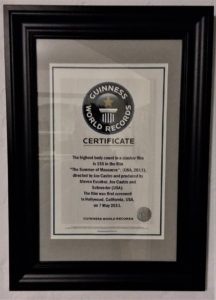 GUINNESS
WORLD RECORDS
CERTIFICATE
The highest body count in a slasher film
is 155 in the film
"The Summer of Massacre" (USA, 2011),
directed by Joe Castro and produced by
Steven Escobar, Joe Castro and
Schroeder (USA).
The film was first screened
in Hollywood, California, USA,
on 7 May 2011.
GUINNESS WORLD RECORDS